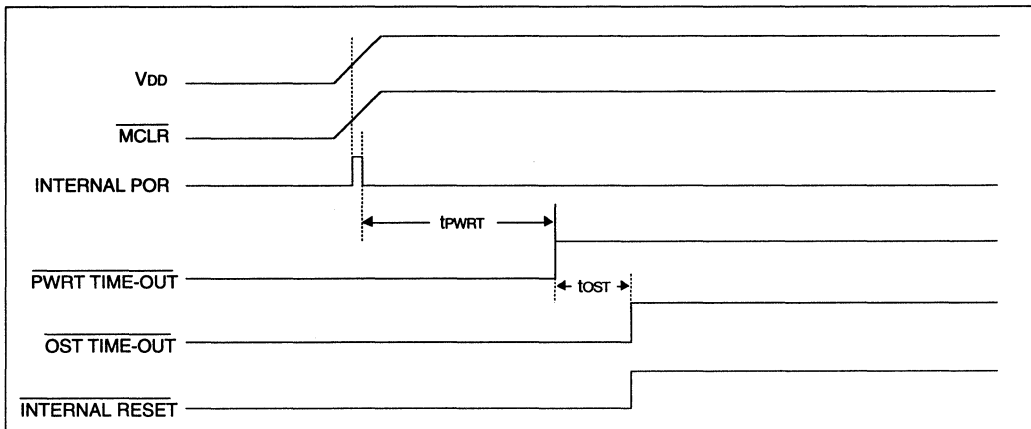 VDD
MCLR
INTERNAL POR
tPWRT
PWRT TIME-OUT
tOST
OST TIME-OUT
INTERNAL RESET